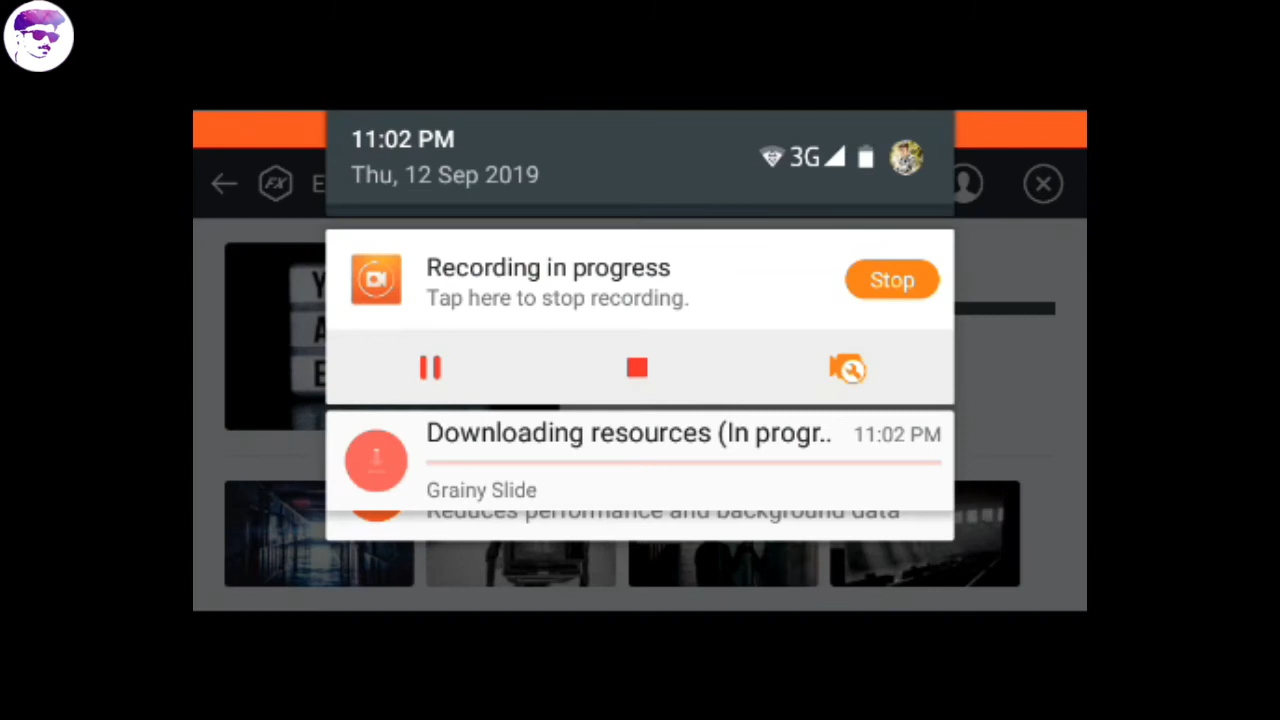 11:02 PM
Thu, 12 Sep 2019
3G
FX
E
Recording in progress
Tap here to stop recording.
Stop
Y
A
E
Downloading resources (In progr..
11:02 PM
Grainy Slide
Reduces performance and background data